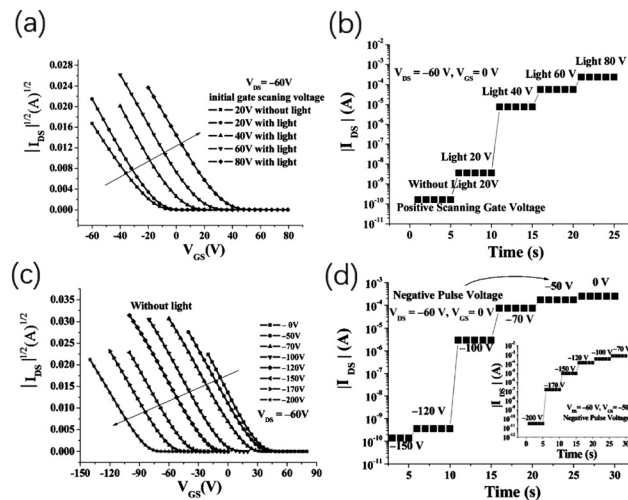 (a)
0.028
0.024
0.020
0.016
0.012
0.008
0.004
0.000
|I_DS|^1/2(A)^1/2
V_DS= −60V
initial gate scaning voltage
20V without light
20V with light
40V with light
60V with light
80V with light
-60 -40 -20 0 20 40 60 80
V_GS(V)
(b)
10^-2
10^-3
10^-4
10^-5
10^-6
10^-7
10^-8
10^-9
10^-10
|I_DS| (A)
V_DS= −60 V, V_GS= 0 V
Light 80 V
Light 60 V
Light 40 V
Light 20 V
Without Light 20V
Positive Scanning Gate Voltage
0 5 10 15 20 25
Time (s)
(c)
0.035
0.030
0.025
0.020
0.015
0.010
0.005
0.000
|I_DS|^1/2(A)^1/2
Without light
− 0V
−50V
−70V
−100V
−120V
−150V
−170V
−200V
V_DS= −60V
-150 -120 -90 -60 -30 0 30 60 90
V_GS(V)
(d)
10^-3
10^-4
10^-5
10^-6
10^-7
10^-8
10^-9
10^-10
10^-11
|I_DS| (A)
Negative Pulse Voltage
V_DS= −60 V, V_GS= 0 V
−150 V
−120 V
−100 V
−70 V
−50 V
0 V
|I_DS| (A)
−200 V
−170 V
−150 V
−120 V
−100 V
−70 V
Negative Pulse Voltage
0 5 10 15 20 25 30
Time (s)
5 10 15 20 25 30
Time (s)